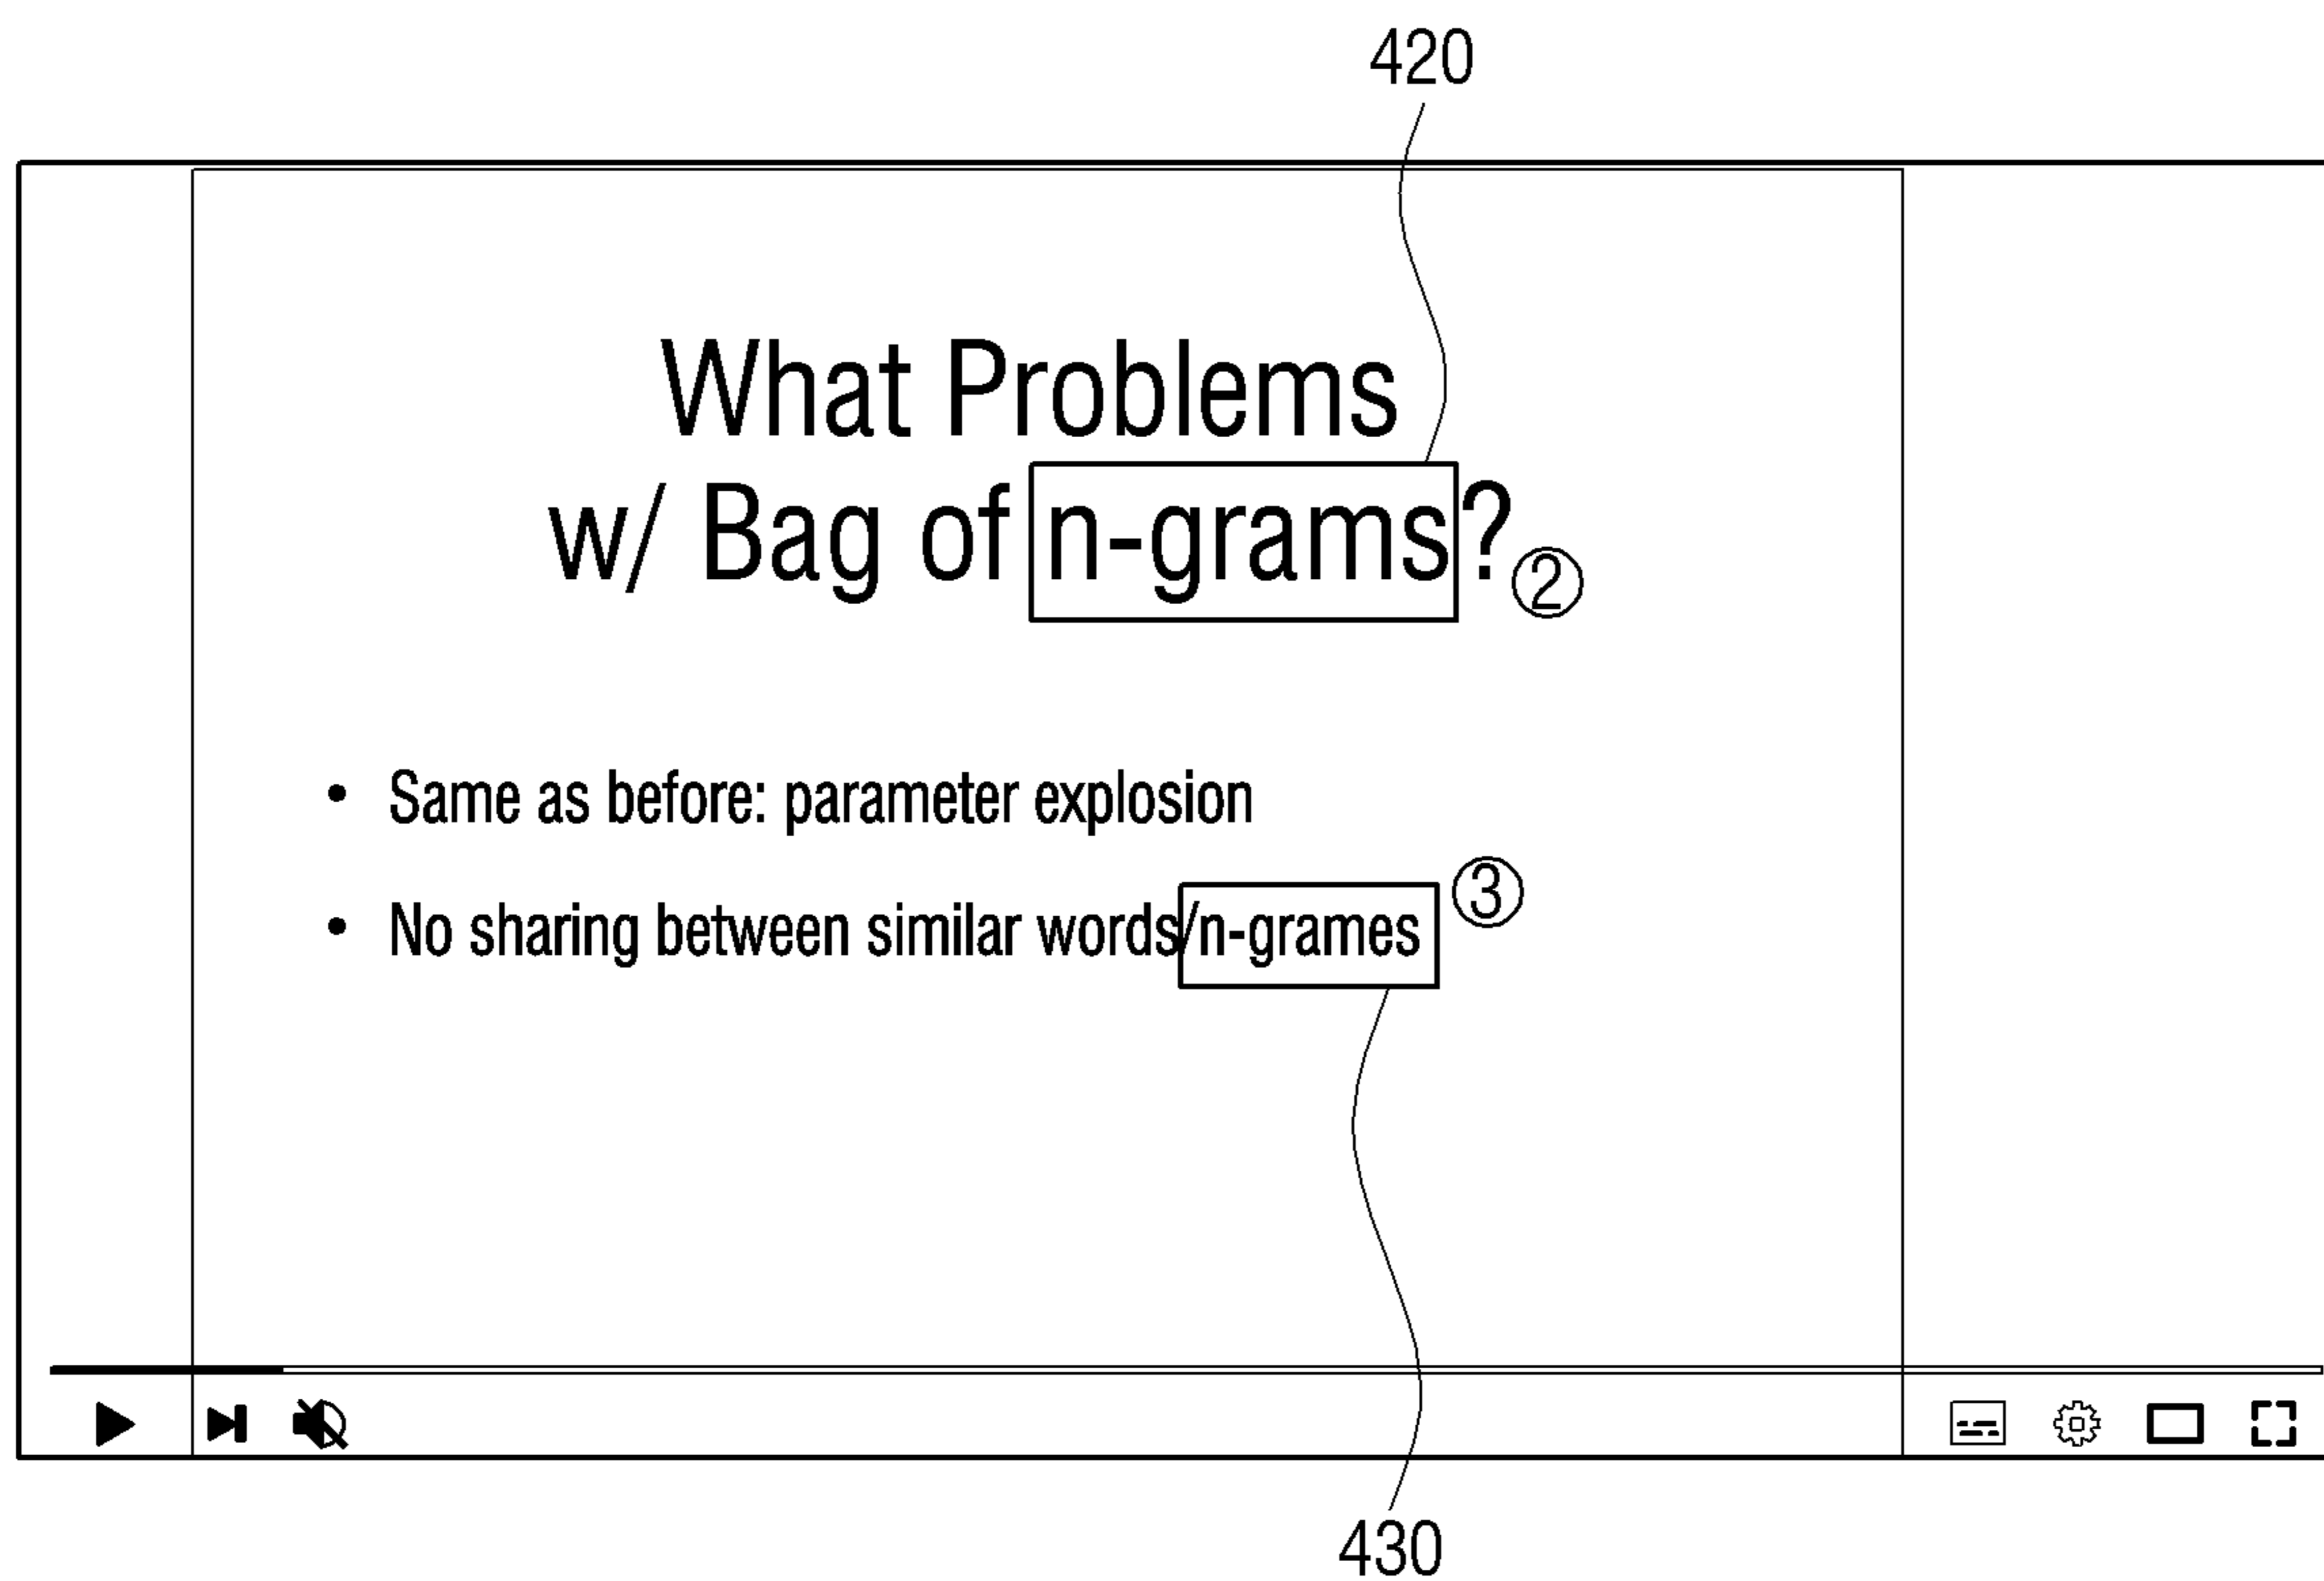 420
What Problems
w/ Bag of n-grams?
②
• Same as before: parameter explosion
③
• No sharing between similar words/n-grames
430